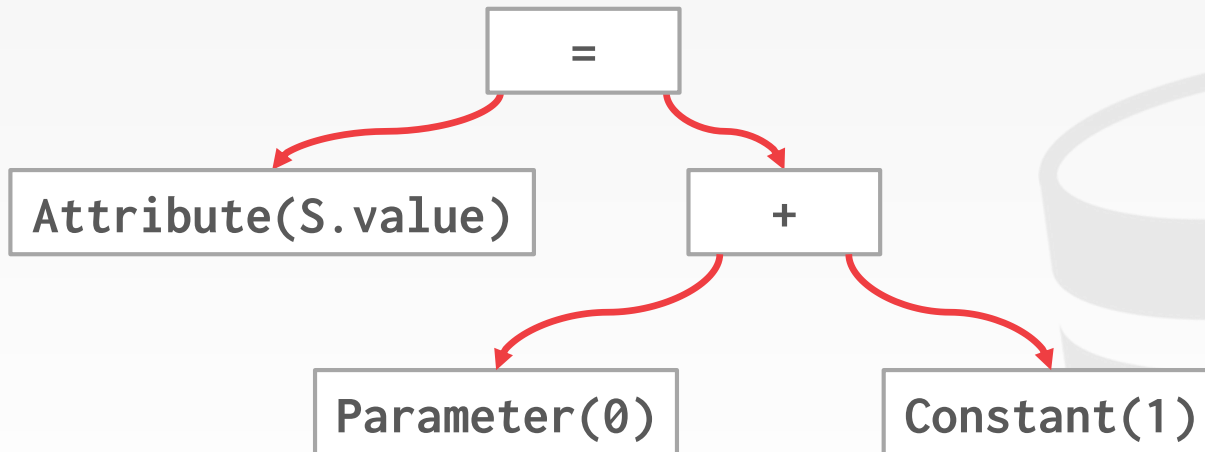 =
Attribute(S.value)
+
Parameter(0)
Constant(1)